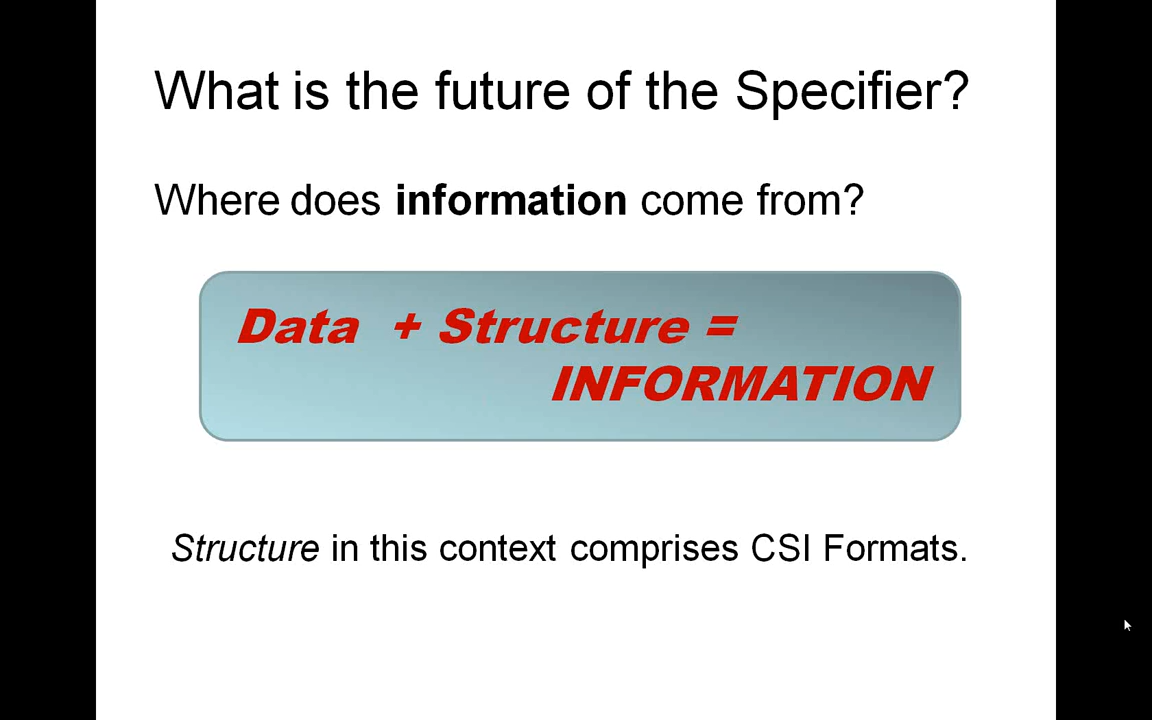 What is the future of the Specifier?
Where does information come from?
Data + Structure =
INFORMATION
Structure in this context comprises CSI Formats.